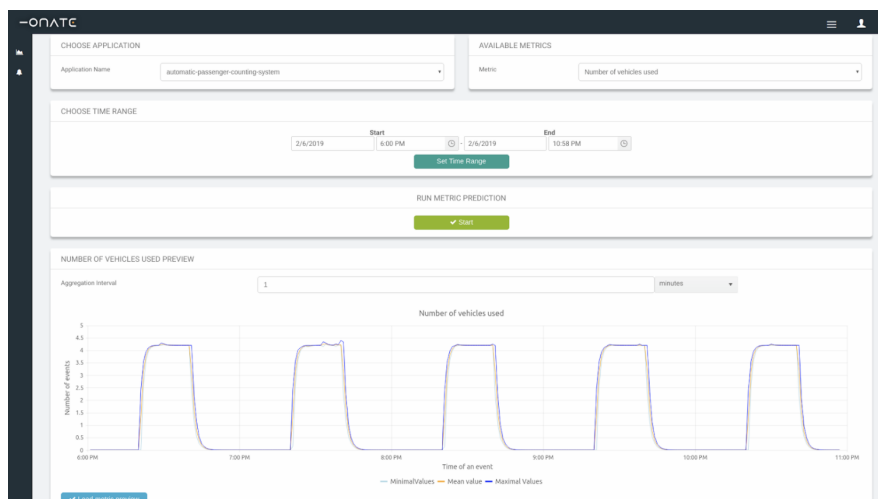 ONATE
CHOOSE APPLICATION
Application Name
automatic-passenger-counting-system
AVAILABLE METRICS
Metric
Number of vehicles used
CHOOSE TIME RANGE
Start End
2/6/2019 6:00 PM - 2/6/2019 10:58 PM
Set Time Range
RUN METRIC PREDICTION
Start
NUMBER OF VEHICLES USED PREVIEW
Aggregation Interval
1
minutes
Number of vehicles used
Number of events
5
4.5
4
3.5
3
2.5
2
1.5
1
0.5
0
6:00 PM 7:00 PM 8:00 PM 9:00 PM 10:00 PM 11:00 PM
Time of an event
MinimalValues Mean value Maximal Values
Load metric preview